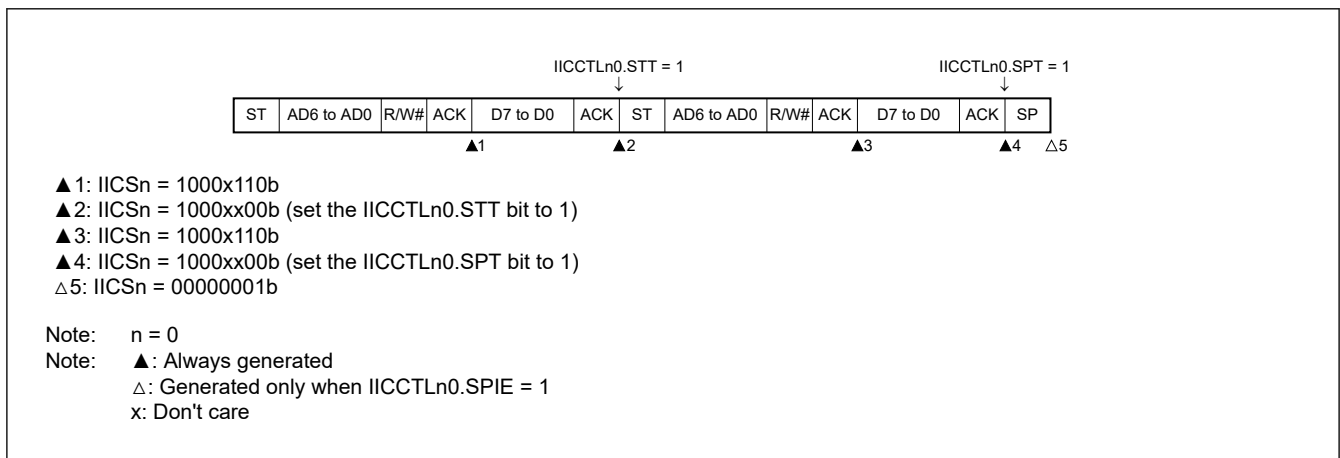 IICCTLn0.STT = 1 IICCTLn0.SPT = 1
↓ ↓
ST AD6 to AD0 R/W# ACK D7 to D0 ACK ST AD6 to AD0 R/W# ACK D7 to D0 ACK SP
▲1 ▲2 ▲3 ▲4 △5
▲1: IICSn = 1000x110b
▲2: IICSn = 1000xx00b (set the IICCTLn0.STT bit to 1)
▲3: IICSn = 1000x110b
▲4: IICSn = 1000xx00b (set the IICCTLn0.SPT bit to 1)
△5: IICSn = 00000001b
Note: n = 0
Note: ▲: Always generated
△: Generated only when IICCTLn0.SPIE = 1
x: Don't care